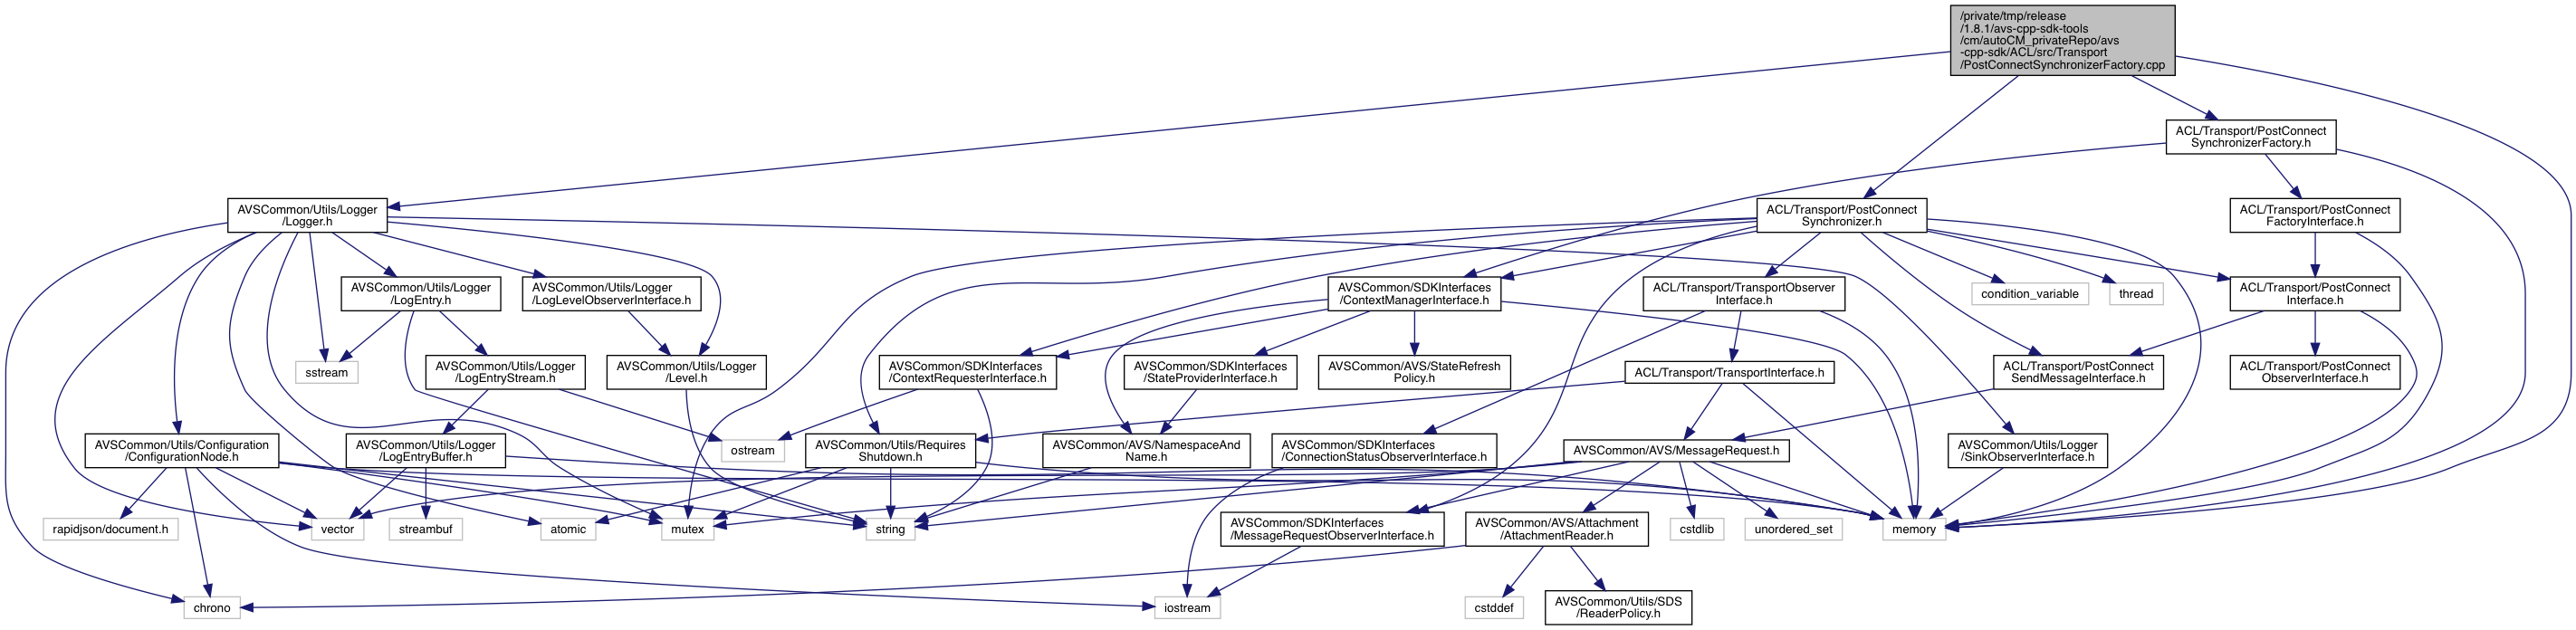 /private/tmp/release
/1.8.1/avs-cpp-sdk-tools
/cm/autoCM_privateRepo/avs
-cpp-sdk/ACL/src/Transport
/PostConnectSynchronizerFactory.cpp
ACL/Transport/PostConnect
SynchronizerFactory.h
AVSCommon/Utils/Logger
/Logger.h
ACL/Transport/PostConnect
Synchronizer.h
ACL/Transport/PostConnect
FactoryInterface.h
AVSCommon/Utils/Logger
/LogEntry.h
AVSCommon/Utils/Logger
/LogLevelObserverInterface.h
AVSCommon/SDKInterfaces
/ContextManagerInterface.h
ACL/Transport/TransportObserver
Interface.h
condition_variable
thread
ACL/Transport/PostConnect
Interface.h
sstream
AVSCommon/Utils/Logger
/LogEntryStream.h
AVSCommon/Utils/Logger
/Level.h
AVSCommon/SDKInterfaces
/ContextRequesterInterface.h
AVSCommon/SDKInterfaces
/StateProviderInterface.h
AVSCommon/AVS/StateRefresh
Policy.h
ACL/Transport/TransportInterface.h
ACL/Transport/PostConnect
SendMessageInterface.h
ACL/Transport/PostConnect
ObserverInterface.h
AVSCommon/Utils/Configuration
/ConfigurationNode.h
AVSCommon/Utils/Logger
/LogEntryBuffer.h
ostream
AVSCommon/Utils/Requires
Shutdown.h
AVSCommon/AVS/NamespaceAnd
Name.h
AVSCommon/SDKInterfaces
/ConnectionStatusObserverInterface.h
AVSCommon/AVS/MessageRequest.h
AVSCommon/Utils/Logger
/SinkObserverInterface.h
rapidjson/document.h
vector
streambuf
atomic
mutex
string
AVSCommon/SDKInterfaces
/MessageRequestObserverInterface.h
AVSCommon/AVS/Attachment
/AttachmentReader.h
cstdlib
unordered_set
memory
chrono
iostream
cstddef
AVSCommon/Utils/SDS
/ReaderPolicy.h